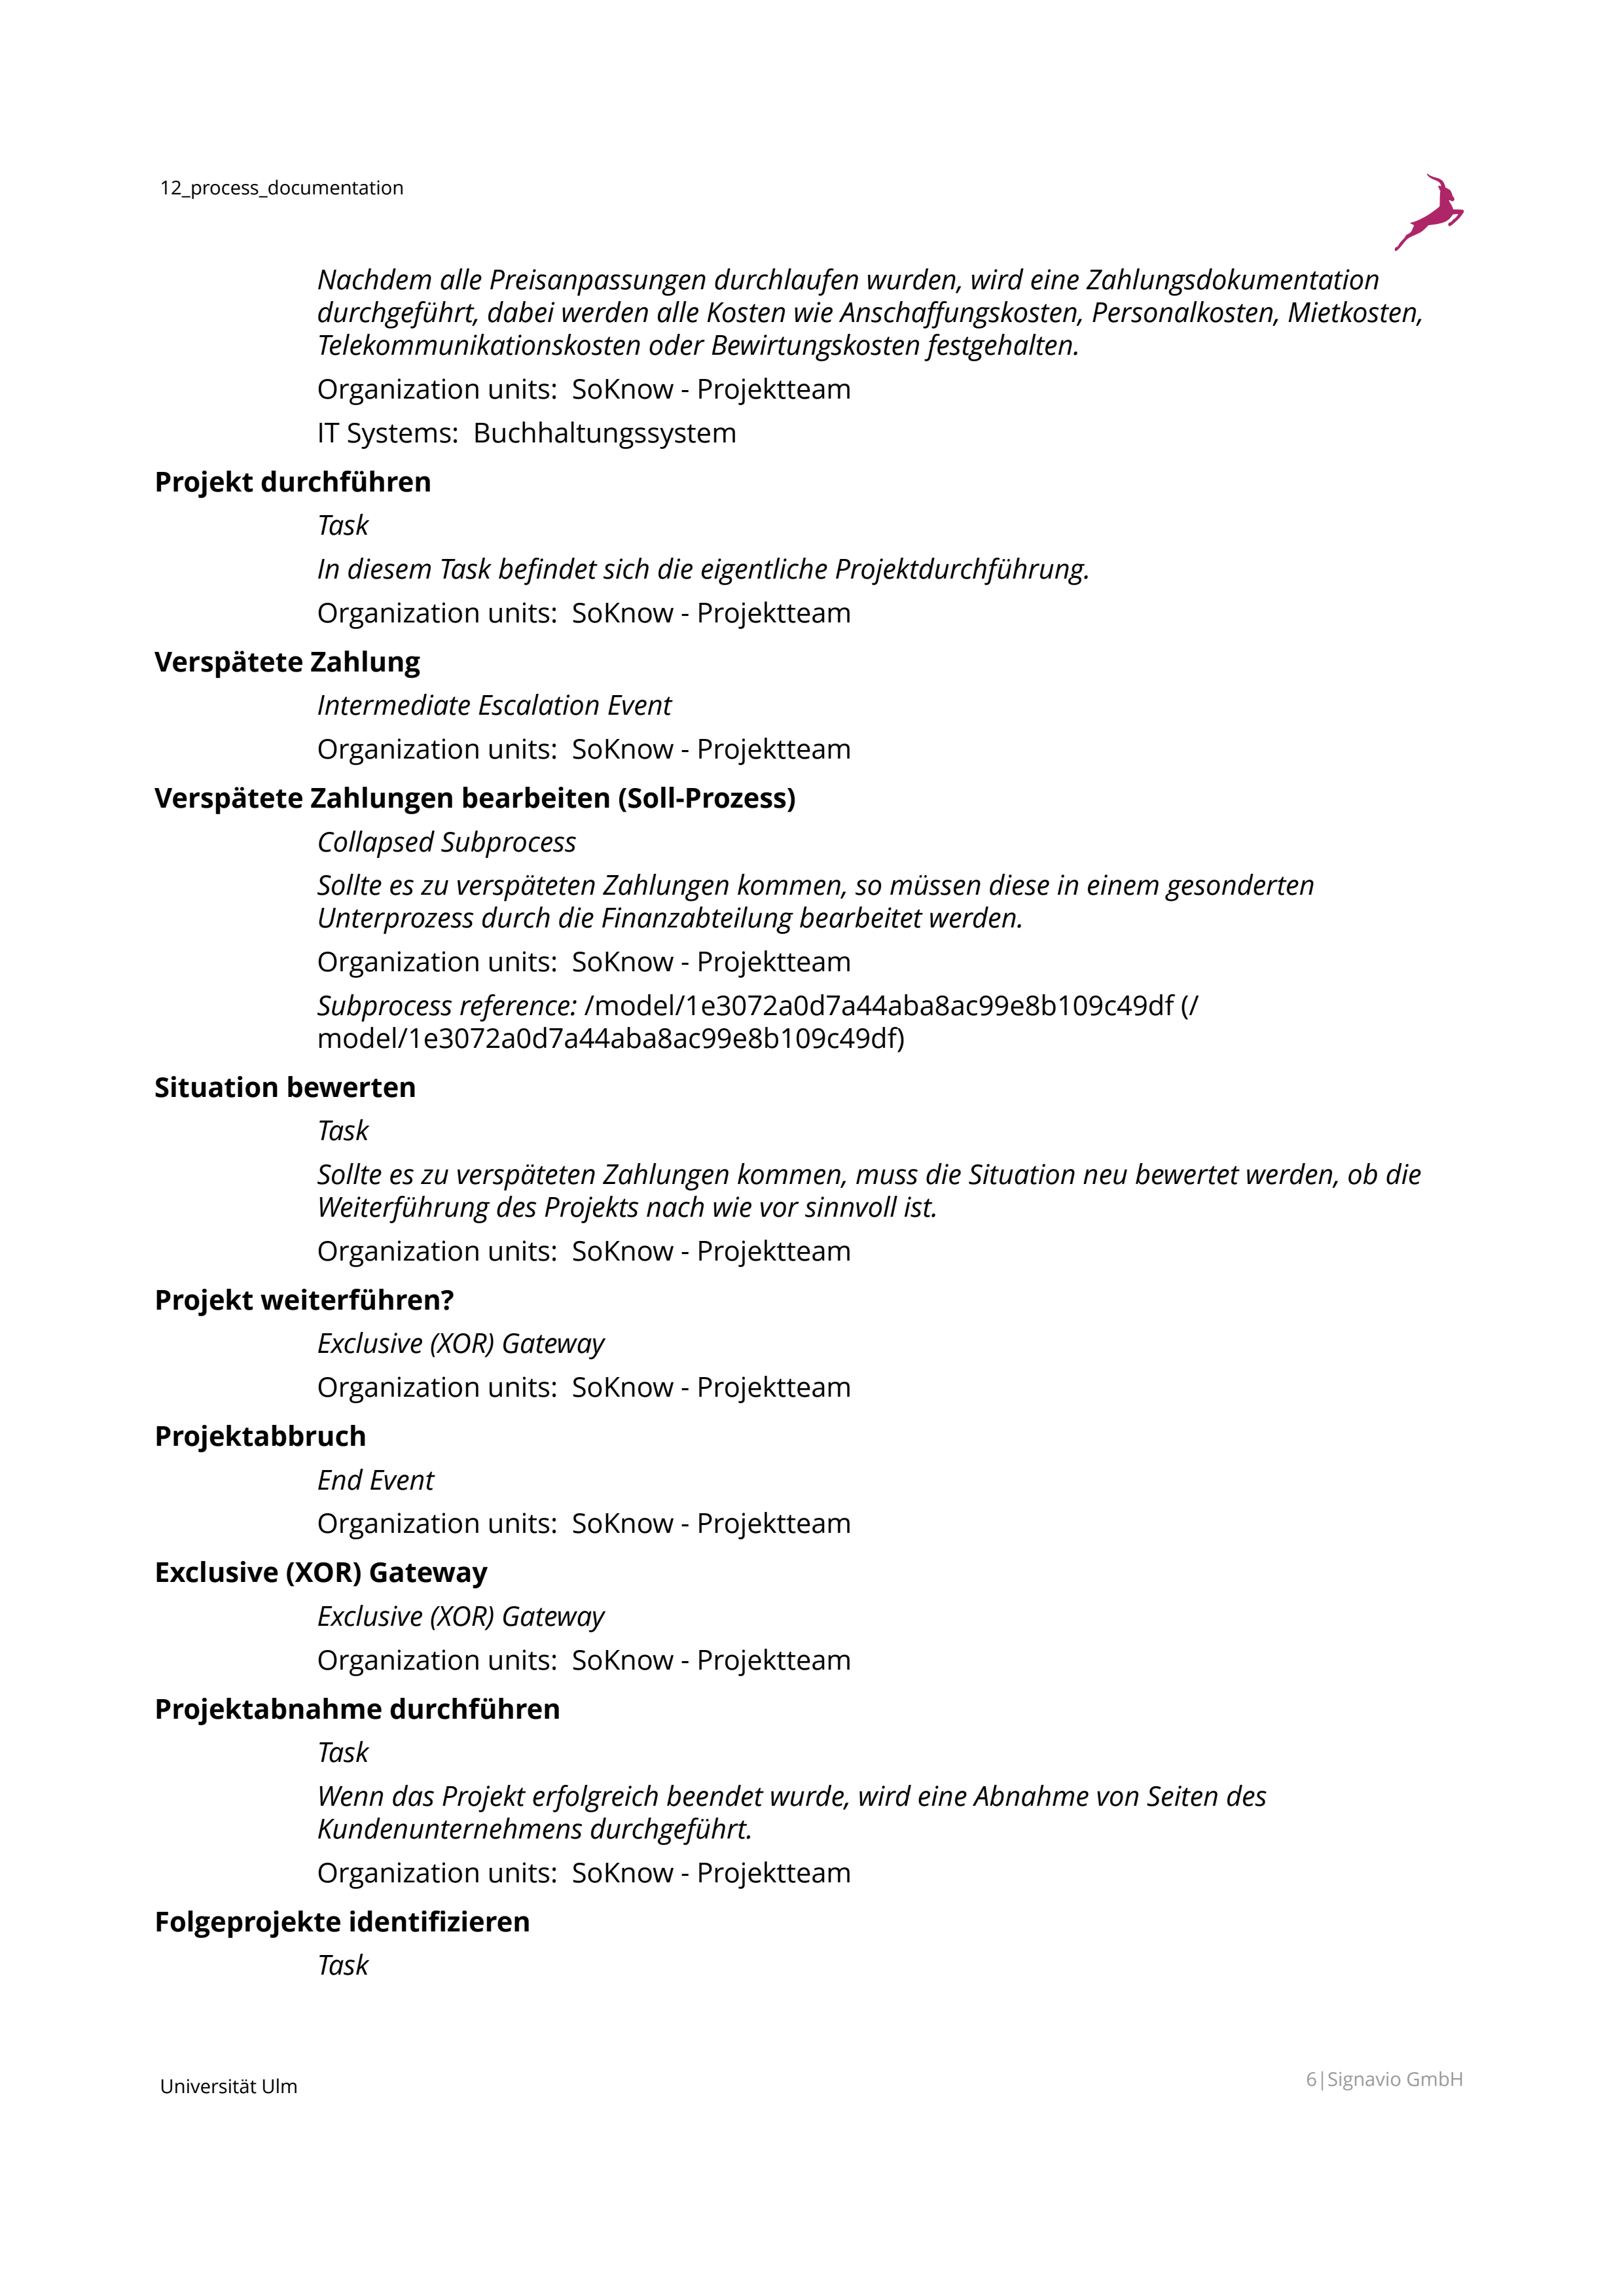 12_process_documentation
Nachdem alle Preisanpassungen durchlaufen wurden, wird eine Zahlungsdokumentation
durchgeführt, dabei werden alle Kosten wie Anschaffungskosten, Personalkosten, Mietkosten,
Telekommunikationskosten oder Bewirtungskosten festgehalten.
Organization units: SoKnow - Projektteam
IT Systems: Buchhaltungssystem
Projekt durchführen
Task
In diesem Task befindet sich die eigentliche Projektdurchführung.
Organization units: SoKnow - Projektteam
Verspätete Zahlung
Intermediate Escalation Event
Organization units: SoKnow - Projektteam
Verspätete Zahlungen bearbeiten (Soll-Prozess)
Collapsed Subprocess
Sollte es zu verspäteten Zahlungen kommen, so müssen diese in einem gesonderten
Unterprozess durch die Finanzabteilung bearbeitet werden.
Organization units: SoKnow - Projektteam
Subprocess reference: /model/1e3072a0d7a44aba8ac99e8b109c49df (/
model/1e3072a0d7a44aba8ac99e8b109c49df)
Situation bewerten
Task
Sollte es zu verspäteten Zahlungen kommen, muss die Situation neu bewertet werden, ob die
Weiterführung des Projekts nach wie vor sinnvoll ist.
Organization units: SoKnow - Projektteam
Projekt weiterführen?
Exclusive (XOR) Gateway
Organization units: SoKnow - Projektteam
Projektabbruch
End Event
Organization units: SoKnow - Projektteam
Exclusive (XOR) Gateway
Exclusive (XOR) Gateway
Organization units: SoKnow - Projektteam
Projektabnahme durchführen
Task
Wenn das Projekt erfolgreich beendet wurde, wird eine Abnahme von Seiten des
Kundenunternehmens durchgeführt.
Organization units: SoKnow - Projektteam
Folgeprojekte identifizieren
Task
Universität Ulm
6|Signavio GmbH